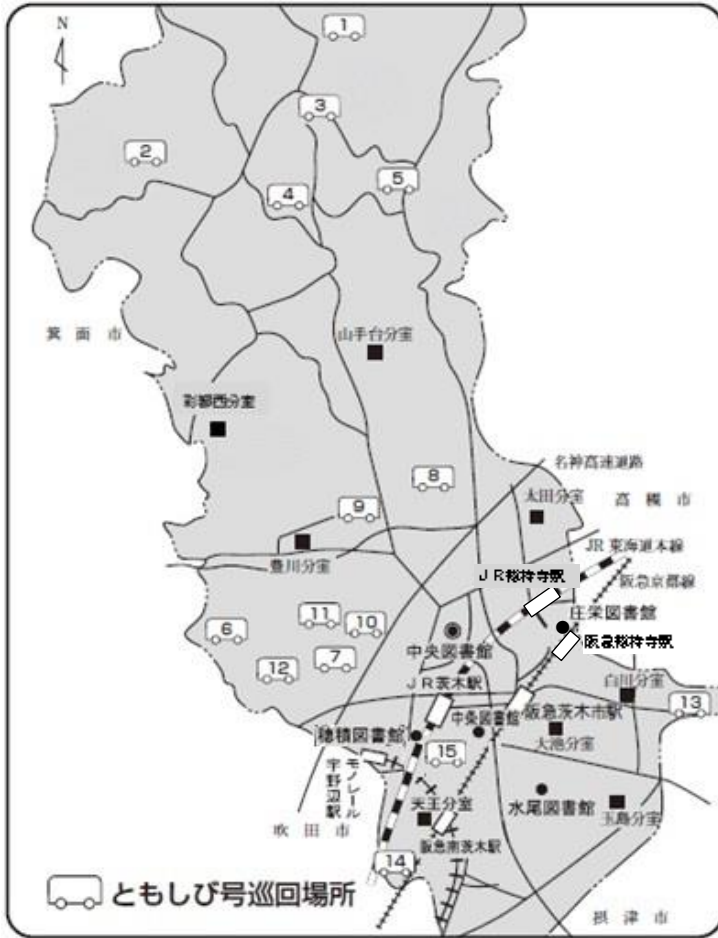 N
1
3
2
5
4
箕面市
山手台分室
彩都西分室
8
名神高速道路
太田分室
高槻市
9
JR東海道本線
豊川分室
JR総持寺駅
阪急京都線
庄栄図書館
11
10
6
中央図書館
阪急総持寺駅
7
12
JR茨木駅
白川分室
13
中条図書館
阪急茨木市駅
穂積図書館
大池分室
15
モノレール
宇野辺駅
天王分室
水尾図書館
玉島分室
吹田市
阪急南茨木駅
14
ともしび号巡回場所
摂津市